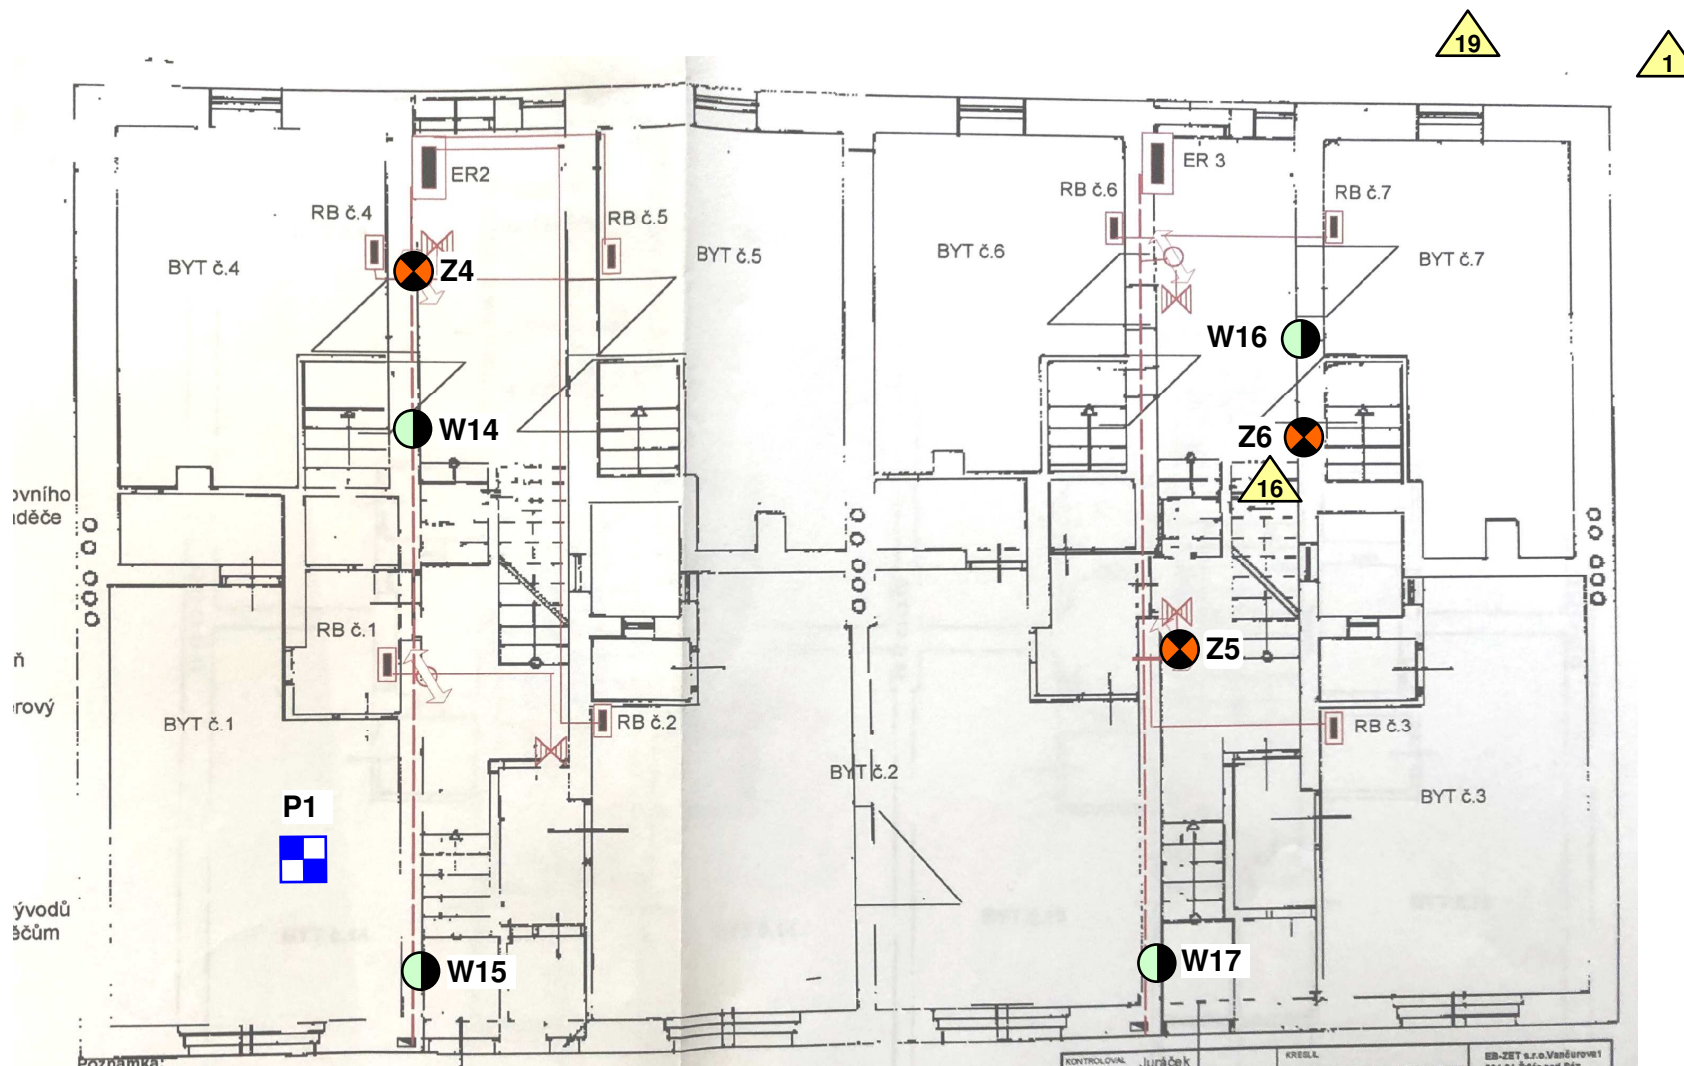 19
1
ER2
ER 3
RB č.4
RB č.5
RB č.6
RB č.7
BYT č.4
Z4
BYT č.5
BYT č.6
BYT č.7
W16
W14
Z6
16
ovního
děče
RB č.1
Z5
ň
rový
BYT č.1
RB č.2
RB č.3
BYT č.2
BYT č.3
P1
ývodů
ěčům
W15
W17
Poznámka:
KONTROLOVAL
Juráček
KRESLIL
EB-ZET s.r.o.Vančurova1